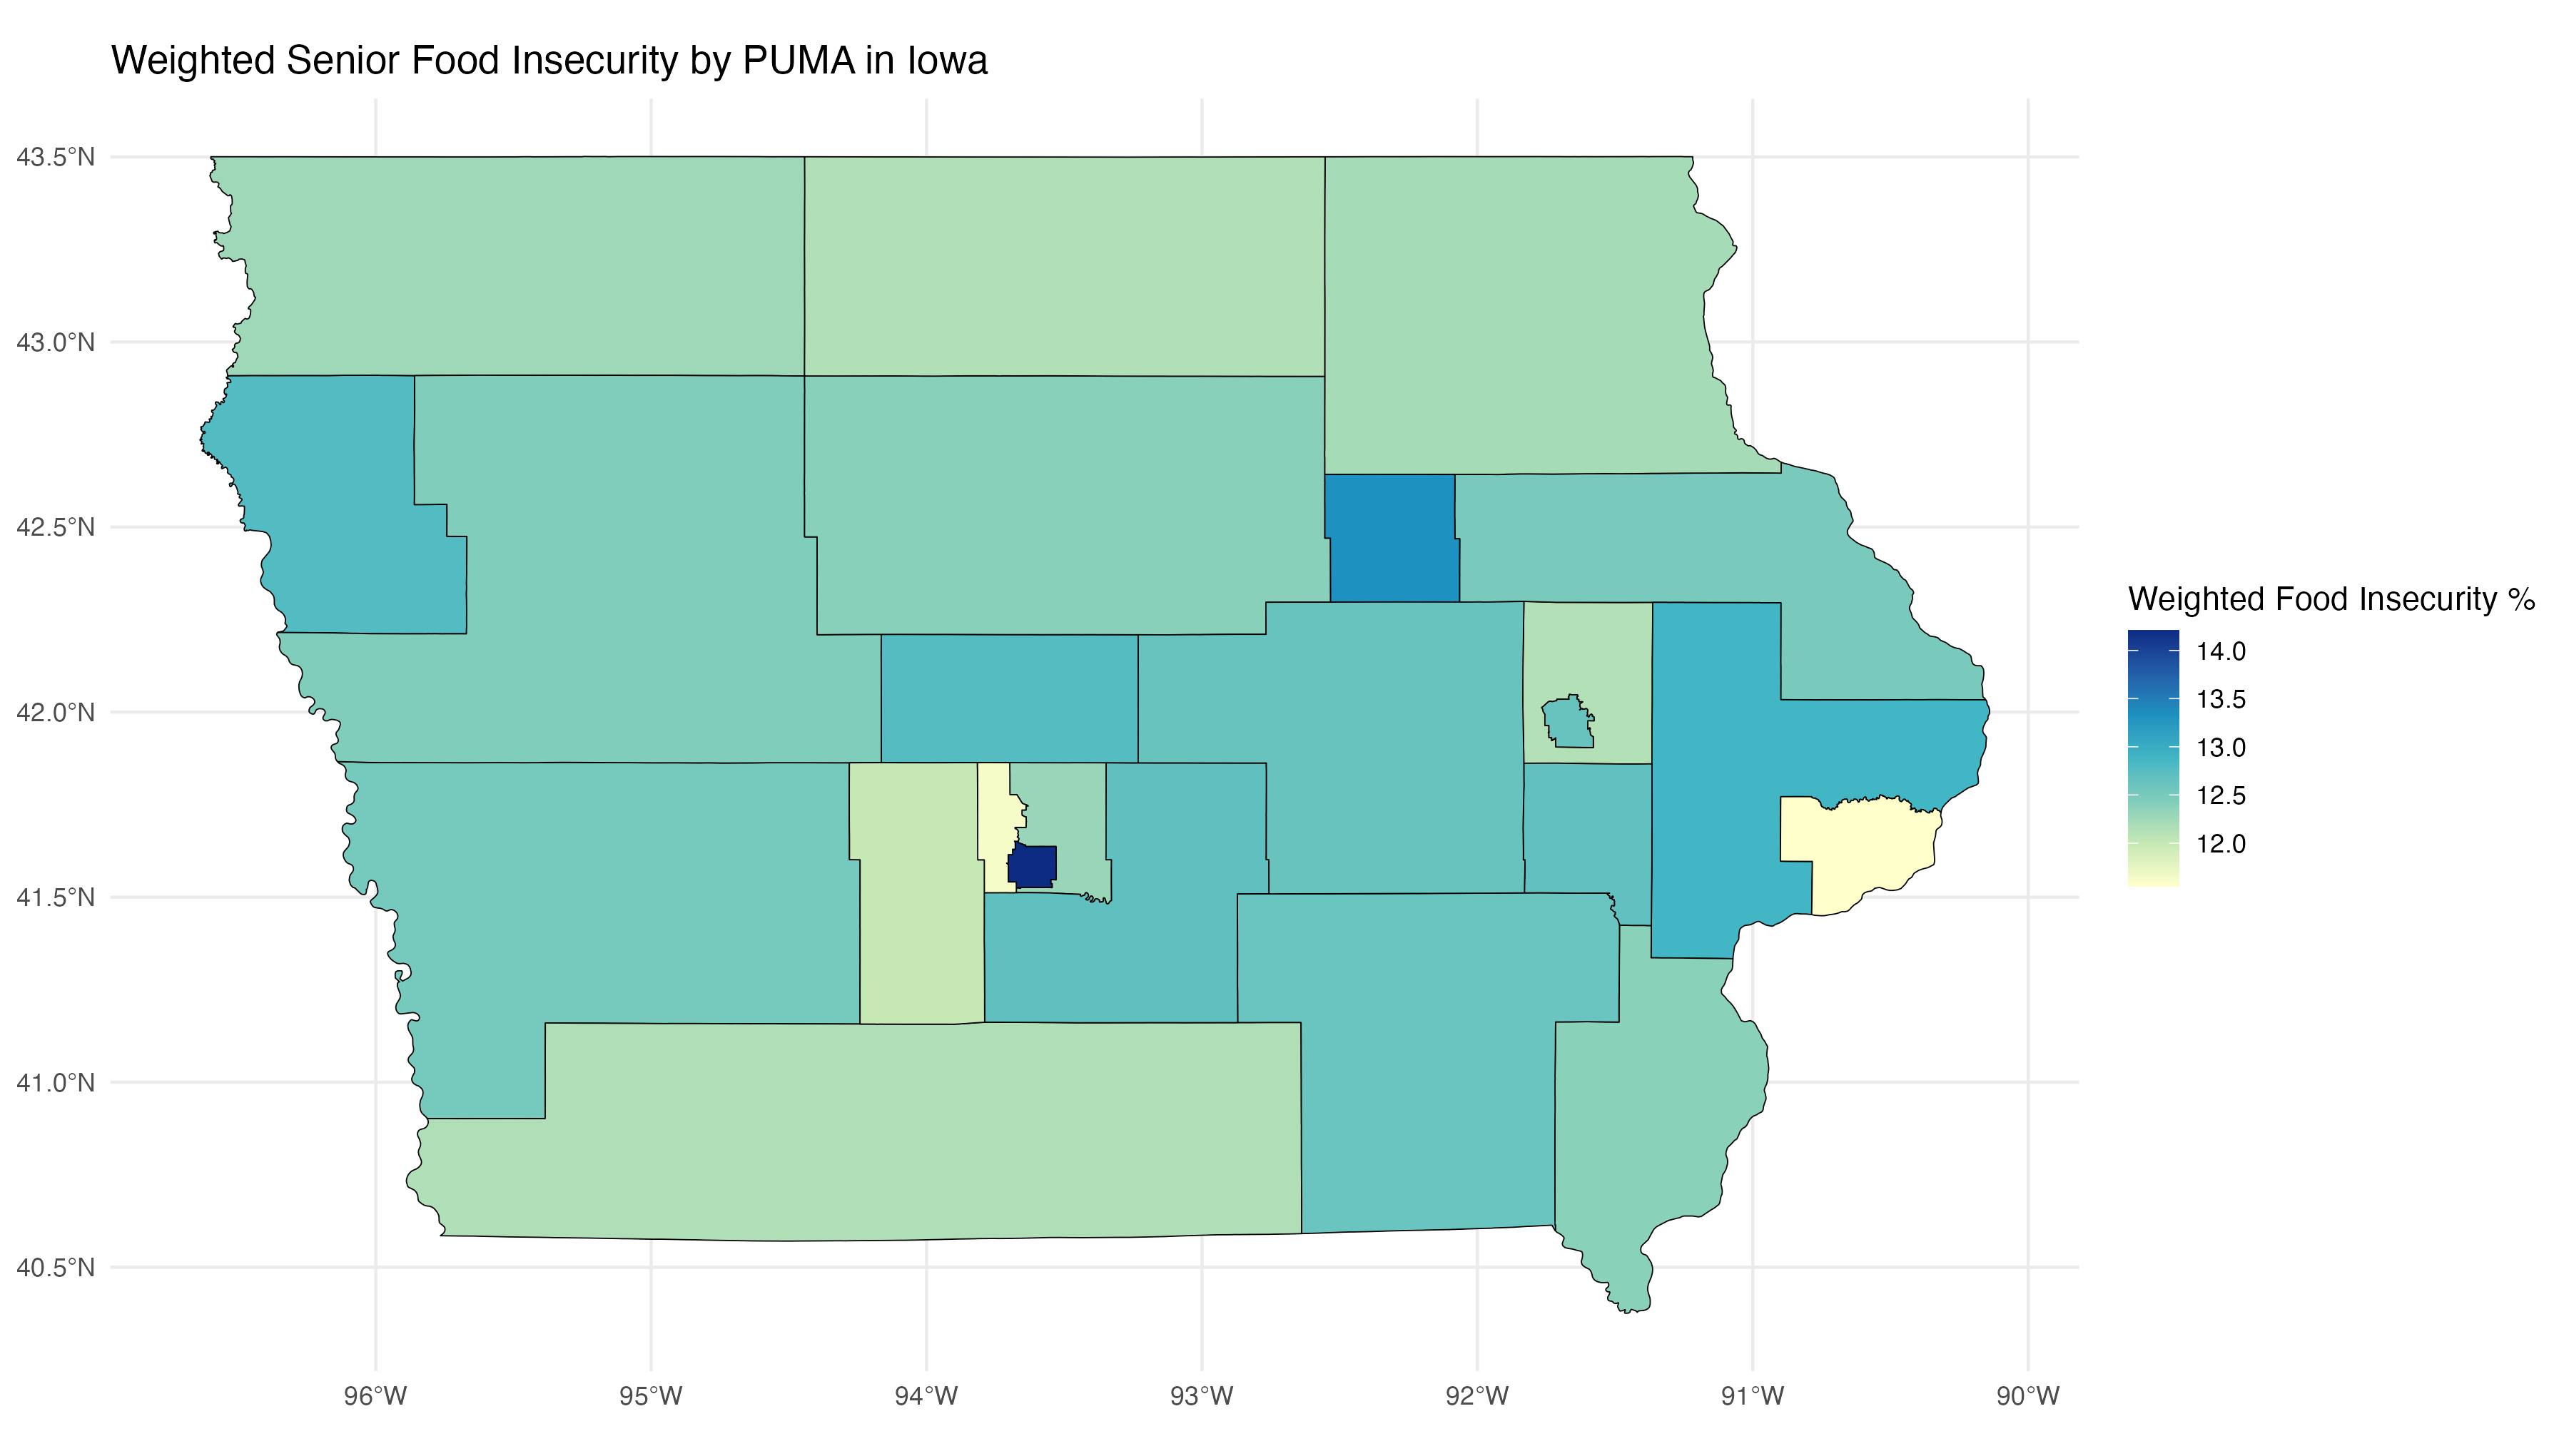 Weighted Senior Food Insecurity by PUMA in Iowa
43.5°N
43.0°N
42.5°N
42.0°N
41.5°N
41.0°N
40.5°N
96°W
95°W
94°W
93°W
92°W
91°W
90°W
Weighted Food Insecurity %
14.0
13.5
13.0
12.5
12.0